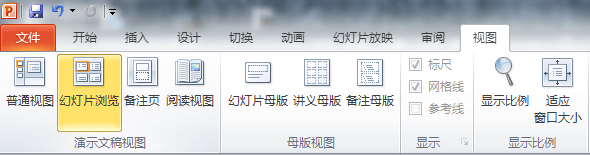 文件 开始 插入 设计 切换 动画 幻灯片放映 审阅 视图
普通视图 幻灯片浏览 备注页 阅读视图 幻灯片母版 讲义母版 备注母版 标尺 网格线 参考线 显示比例 适应
窗口大小
演示文稿视图 母版视图 显示 显示比例